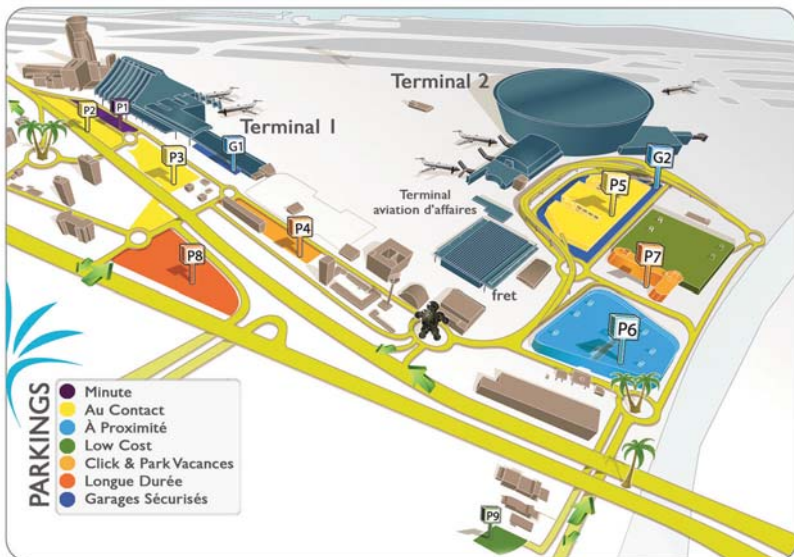 Terminal 2
P2
P1
Terminal 1
G1
P3
G2
P5
Terminal
aviation d'affaires
P4
P7
P8
fret
P6
PARKINGS
Minute
Au Contact
À Proximité
Low Cost
Click & Park Vacances
Longue Durée
Garages Sécurisés
P9